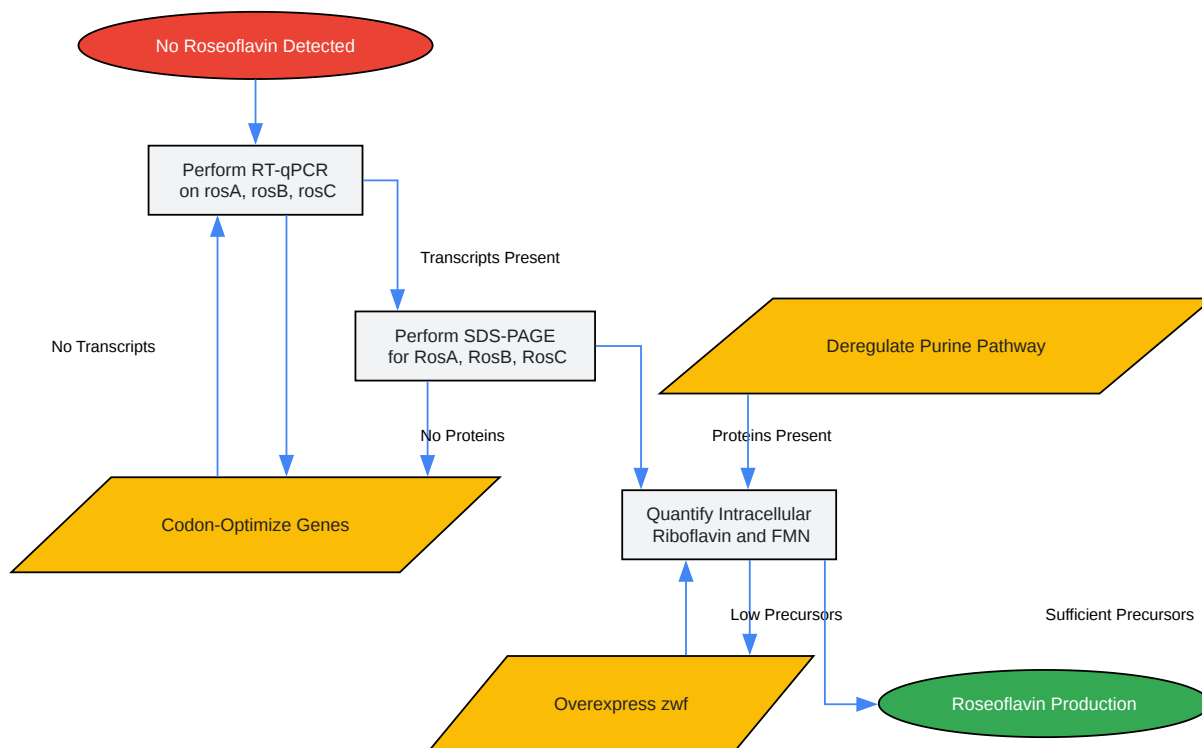 No Roseoflavin Detected
Perform RT-qPCR
on rosA, rosB, rosC
Transcripts Present
Perform SDS-PAGE
for RosA, RosB, RosC
No Transcripts
Deregulate Purine Pathway
No Proteins
Proteins Present
Codon-Optimize Genes
Quantify Intracellular
Riboflavin and FMN
Low Precursors
Sufficient Precursors
Overexpress zwf
Roseoflavin Production